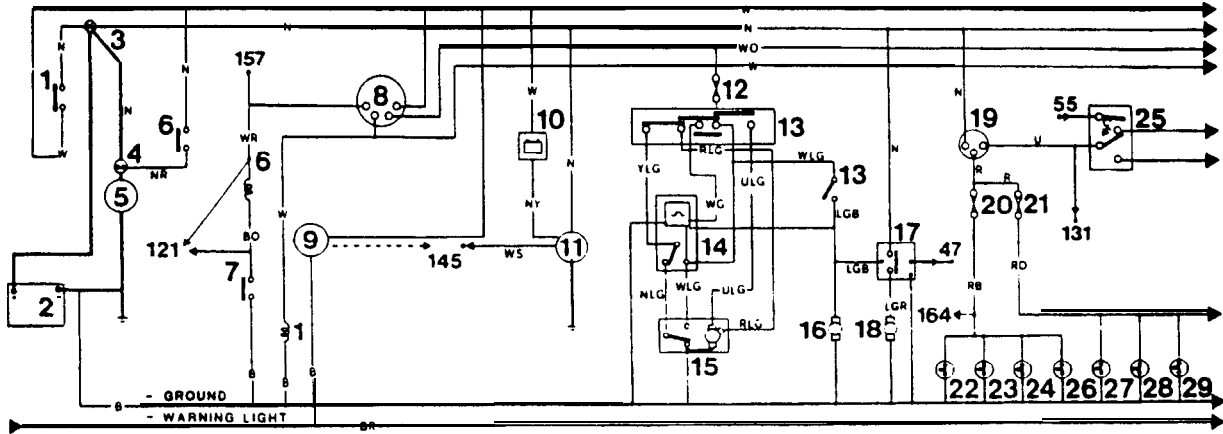 W
N
WO
W
3
157
8
12
N
1
N
N
6
W
10
N
13
N
19
55
25
N
4
WR
6
RLG
WLG
13
U
W
NR
YLG
ULG
R
R
5
W
NY
WG
LGB
20
21
121
BO
9
11
14
17
131
145
WS
LGB
47
7
NLG
WLG
ULG
RB
RD
2
LGR
164
1
16
18
RLG
15
B
B
B
22
23
24
26
27
28
29
B
- GROUND
- WARNING LIGHT
BR